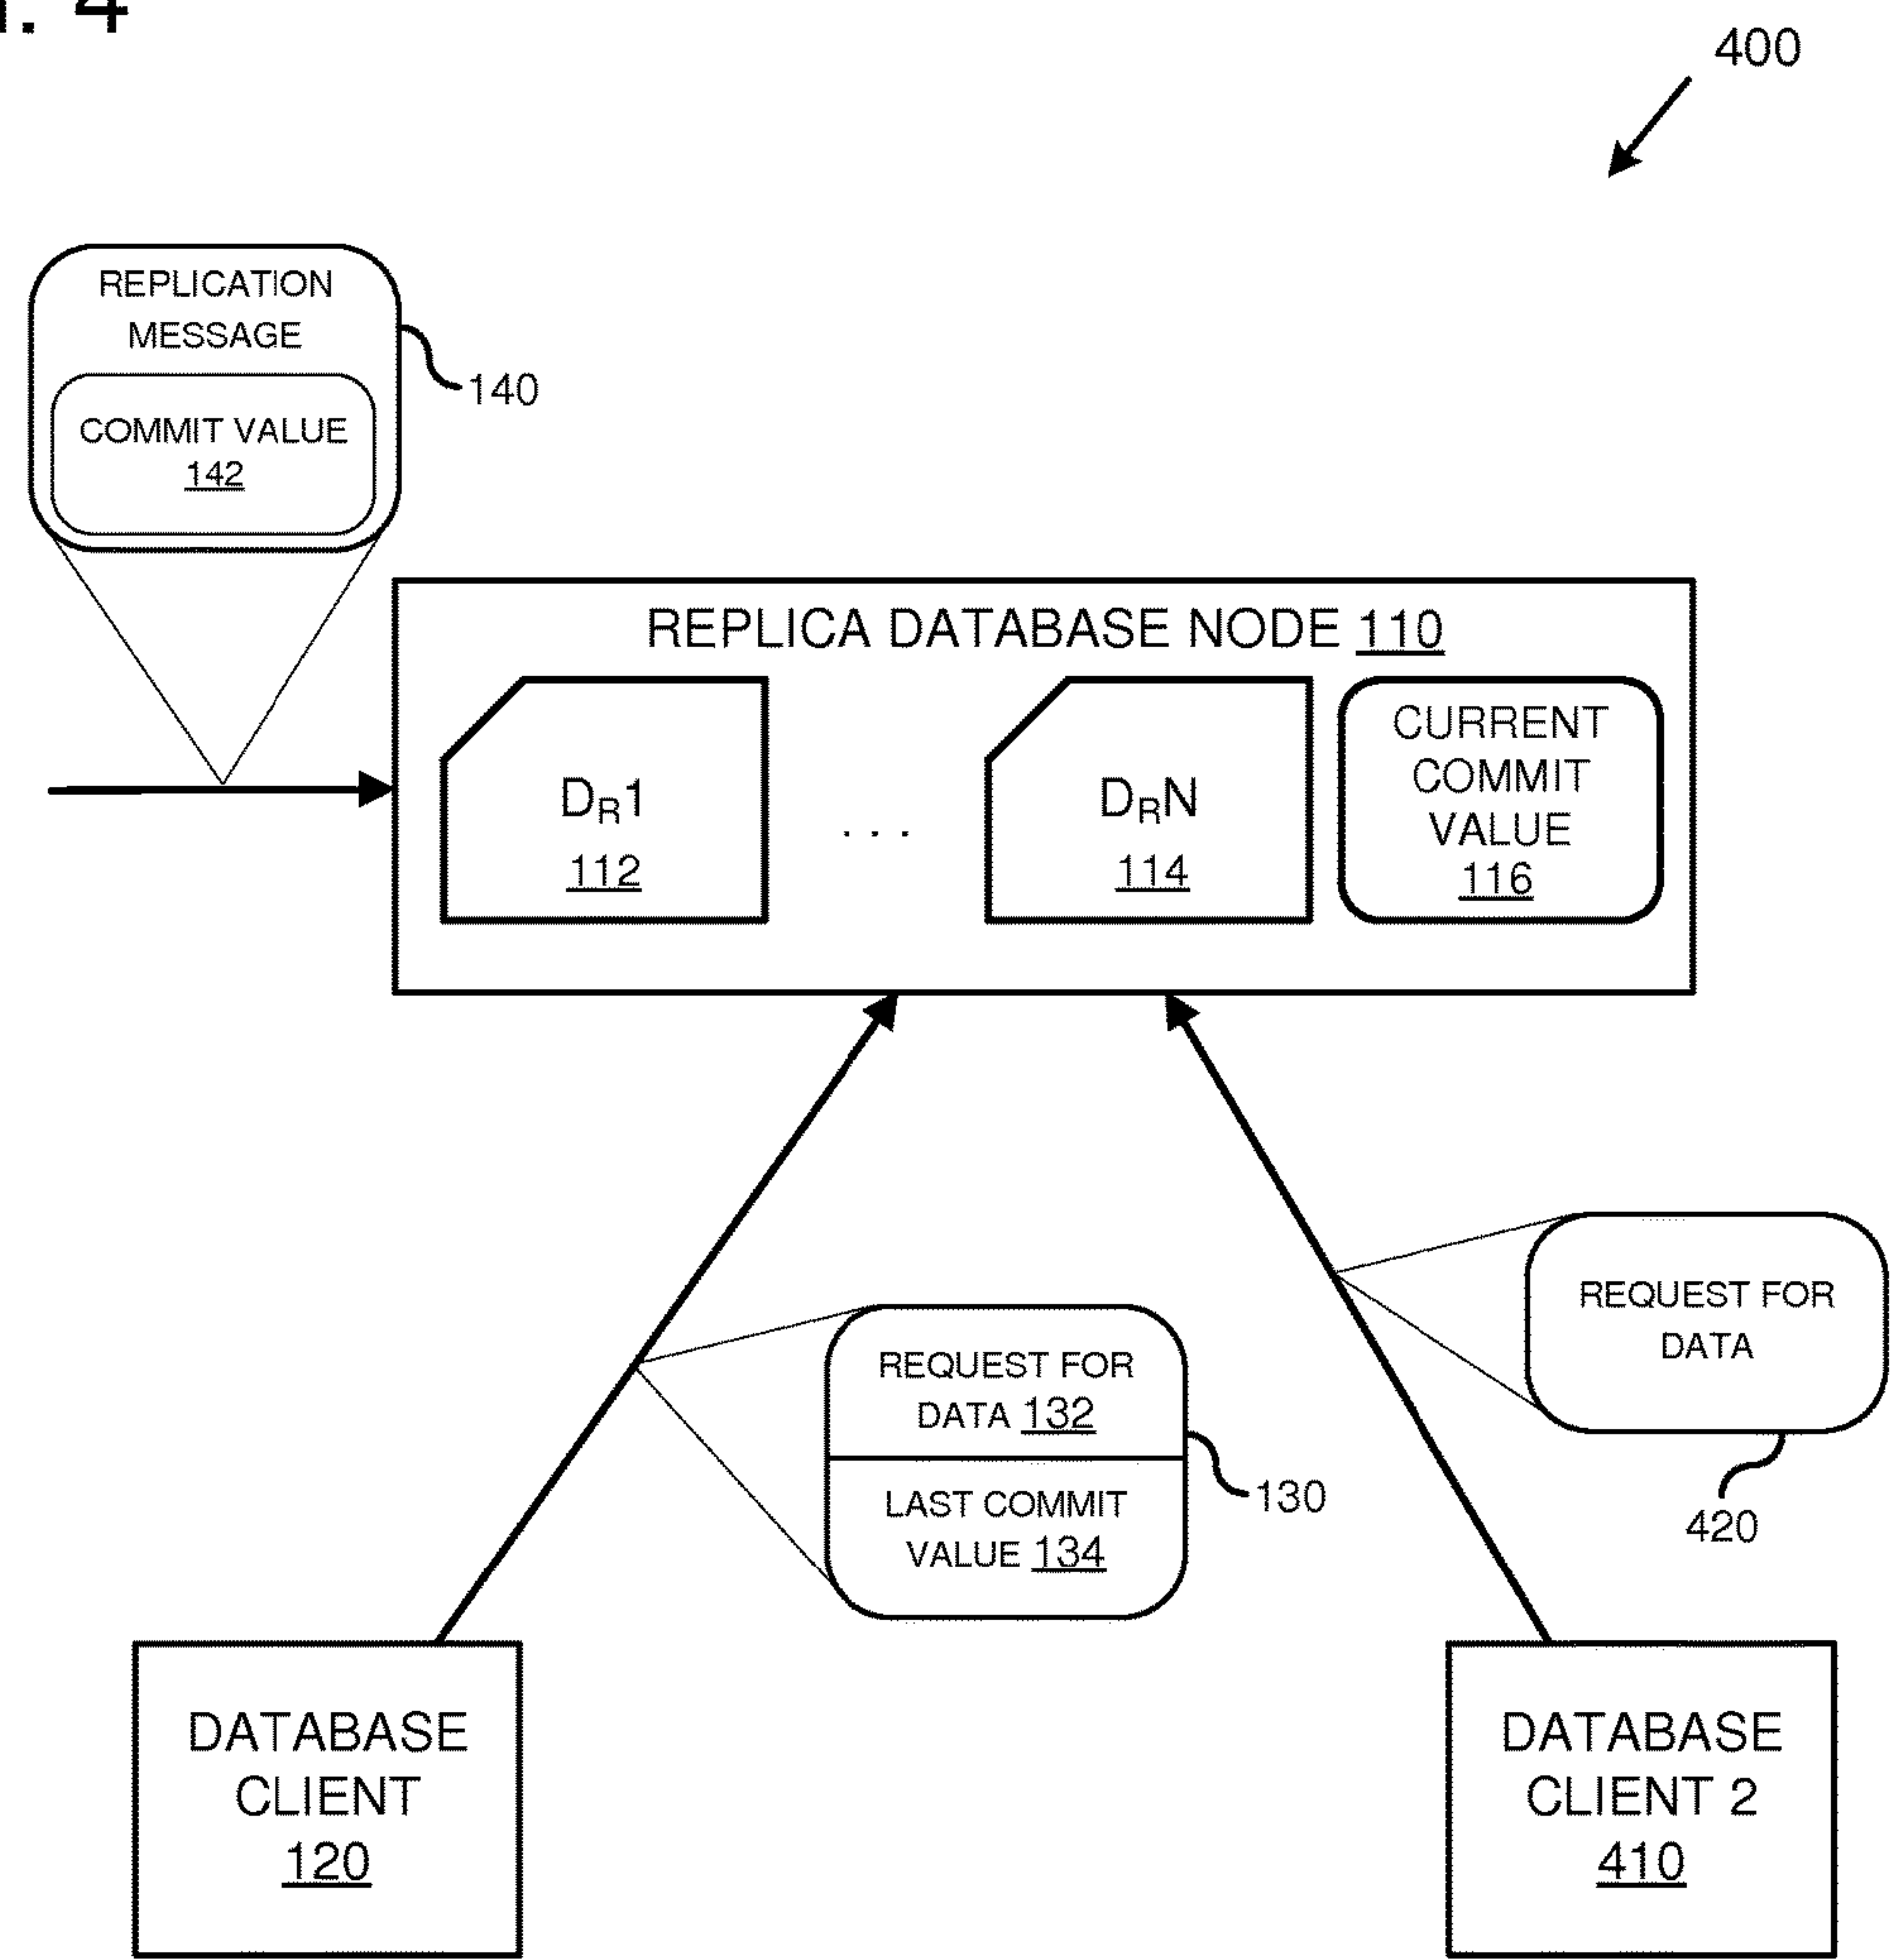 . 4
400
REPLICATION
MESSAGE
COMMIT VALUE
142
140
REPLICA DATABASE NODE 110
DR1
112
. . .
DRN
114
CURRENT
COMMIT
VALUE
116
REQUEST FOR
DATA
420
REQUEST FOR
DATA 132
LAST COMMIT
VALUE 134
130
DATABASE
CLIENT
120
DATABASE
CLIENT 2
410